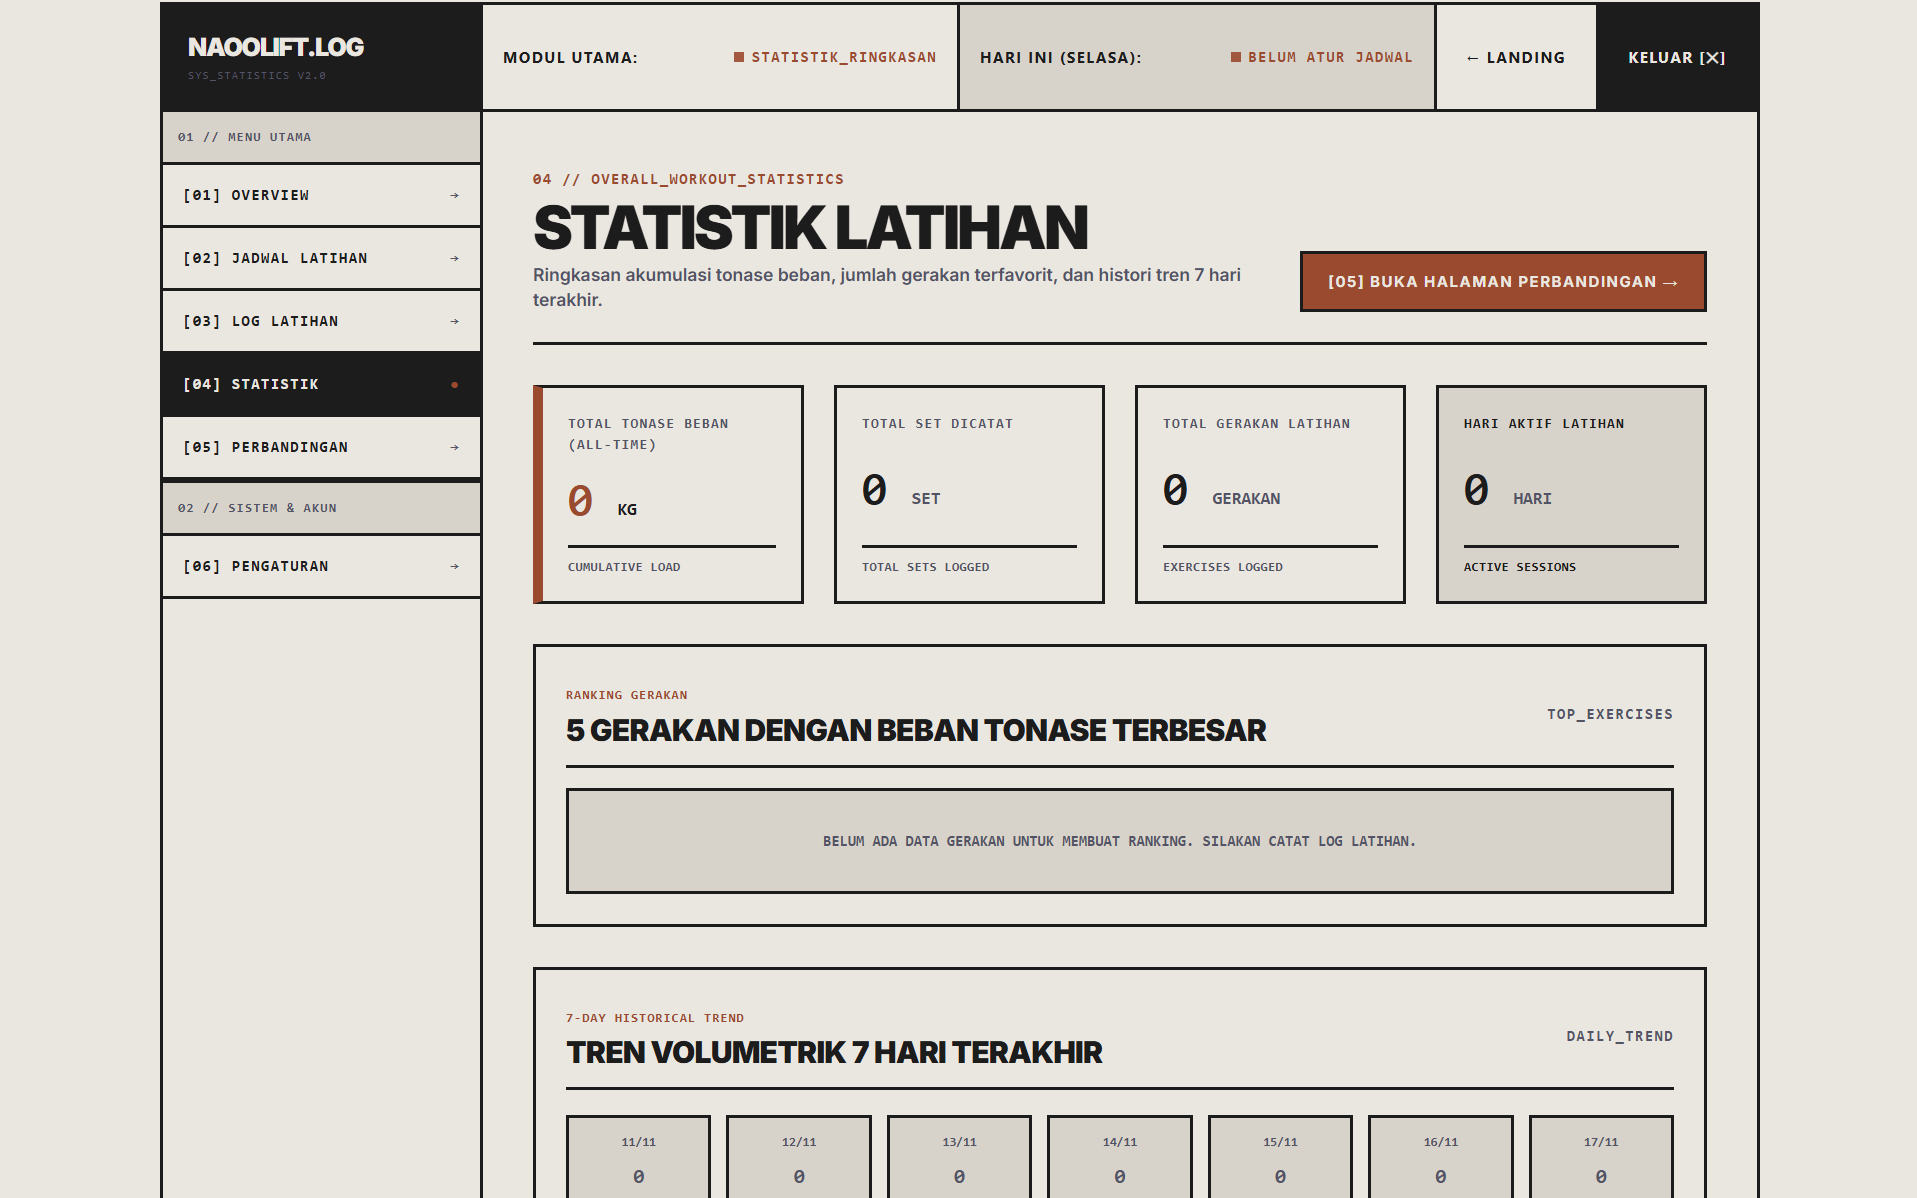 NAOOLIFT.LOG
SYS_STATISTICS V2.0
MODUL UTAMA:
STATISTIK_RINGKASAN
HARI INI (SELASA):
BELUM ATUR JADWAL
← LANDING
KELUAR [✕]
01 // MENU UTAMA
[01] OVERVIEW →
[02] JADWAL LATIHAN →
[03] LOG LATIHAN →
[04] STATISTIK ●
[05] PERBANDINGAN →
02 // SISTEM & AKUN
[06] PENGATURAN →
04 // OVERALL_WORKOUT_STATISTICS
STATISTIK LATIHAN
Ringkasan akumulasi tonase beban, jumlah gerakan terfavorit, dan histori tren 7 hari
terakhir.
[05] BUKA HALAMAN PERBANDINGAN →
TOTAL TONASE BEBAN
(ALL-TIME)
0 KG
CUMULATIVE LOAD
TOTAL SET DICATAT
0 SET
TOTAL SETS LOGGED
TOTAL GERAKAN LATIHAN
0 GERAKAN
EXERCISES LOGGED
HARI AKTIF LATIHAN
0 HARI
ACTIVE SESSIONS
RANKING GERAKAN
5 GERAKAN DENGAN BEBAN TONASE TERBESAR
TOP_EXERCISES
BELUM ADA DATA GERAKAN UNTUK MEMBUAT RANKING. SILAKAN CATAT LOG LATIHAN.
7-DAY HISTORICAL TREND
TREN VOLUMETRIK 7 HARI TERAKHIR
DAILY_TREND
11/11
0
12/11
0
13/11
0
14/11
0
15/11
0
16/11
0
17/11
0